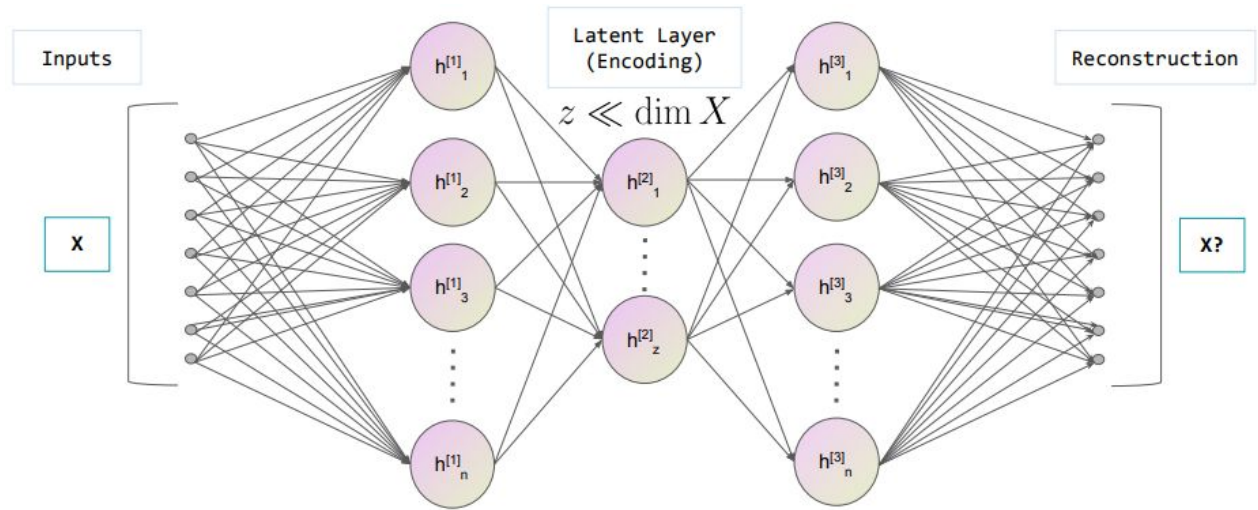 Inputs
X
h[1]1
h[1]2
h[1]3
h[1]n
Latent Layer
(Encoding)
z ≪ dim X
h[2]1
h[2]z
h[3]1
h[3]2
h[3]3
h[3]n
Reconstruction
X?